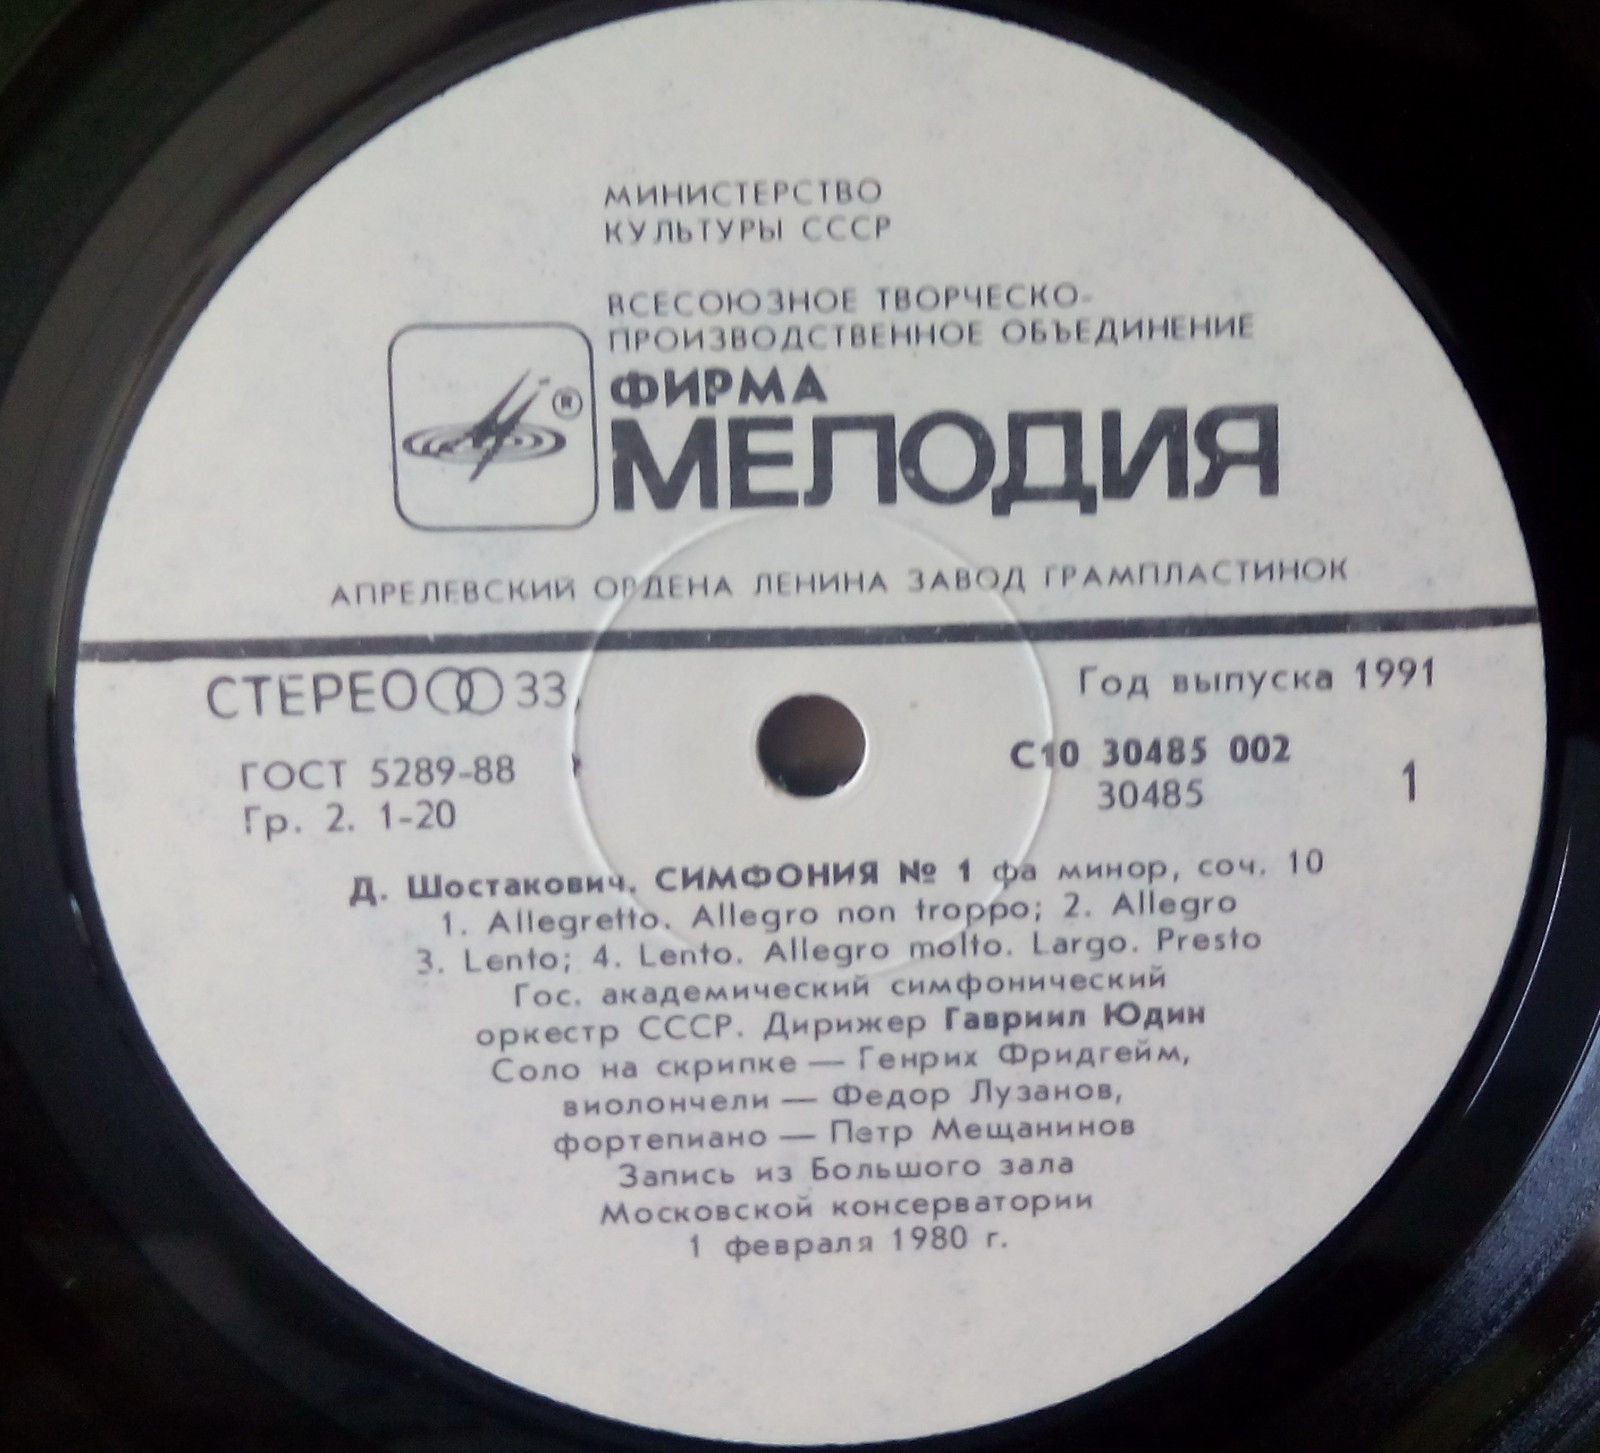 МИНИСТЕРСТВО
КУЛЬТУРЫ СССР
ВСЕСОЮЗНОЕ ТВОРЧЕСКО-
ПРОИЗВОДСТВЕННОЕ ОБЪЕДИНЕНИЕ
®
ФИРМА
МЕЛОДИЯ
АПРЕЛЕВСКИЙ ОРДЕНА ЛЕНИНА ЗАВОД ГРАМПЛАСТИНОК
СТЕРЕО 33
Год выпуска 1991
ГОСТ 5289-88
Гр. 2. 1-20
С10 30485 002
30485
1
Д. Шостакович. СИМФОНИЯ № 1 фа минор, соч. 10
1. Allegretto. Allegro non troppo; 2. Allegro
3. Lento; 4. Lento. Allegro molto. Largo. Presto
Гос. академический симфонический
оркестр СССР. Дирижер Гавриил Юдин
Соло на скрипке — Генрих Фридгейм,
виолончели — Федор Лузанов,
фортепиано — Петр Мещанинов
Запись из Большого зала
Московской консерватории
1 февраля 1980 г.